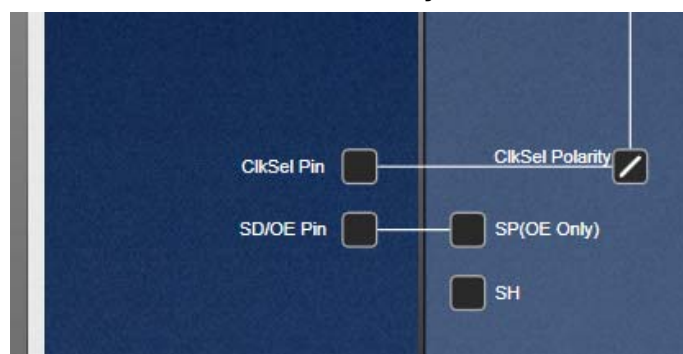 ClkSel Pin
ClkSel Polarity
SD/OE Pin
SP(OE Only)
SH